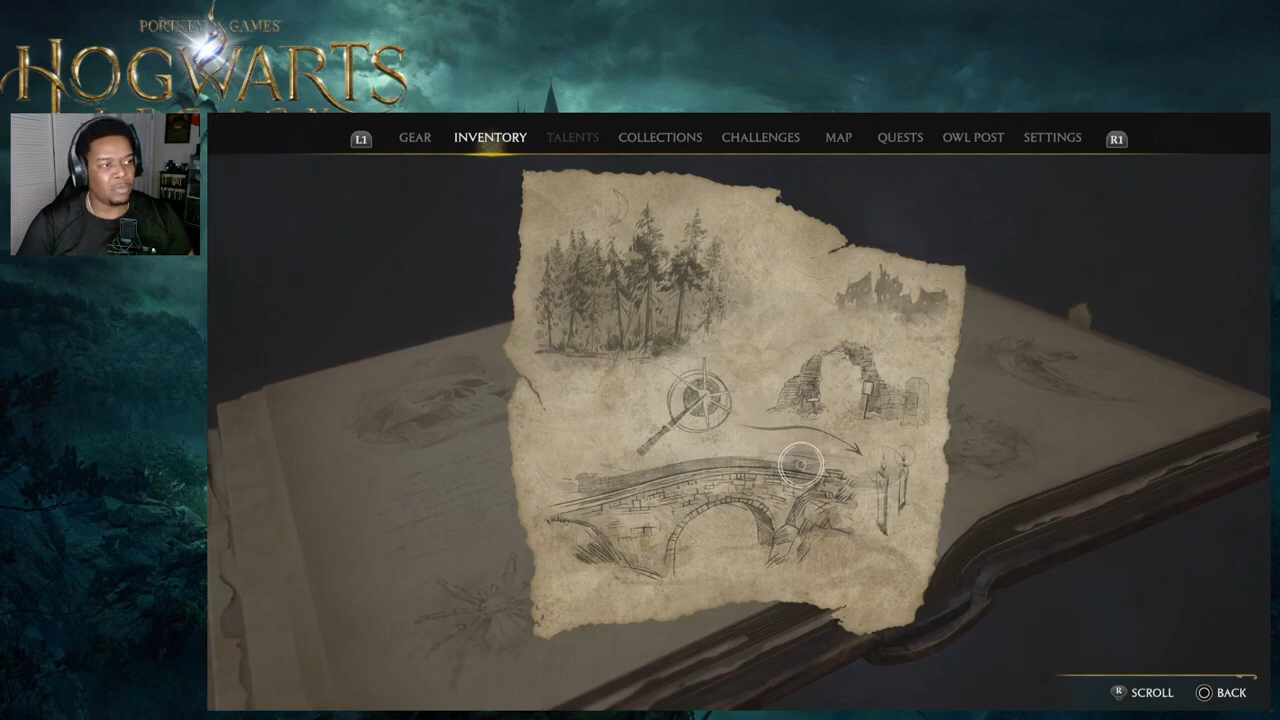 PORTKEY GAMES
HOGWARTS
L1 GEAR INVENTORY TALENTS COLLECTIONS CHALLENGES MAP QUESTS OWL POST SETTINGS R1
R SCROLL BACK